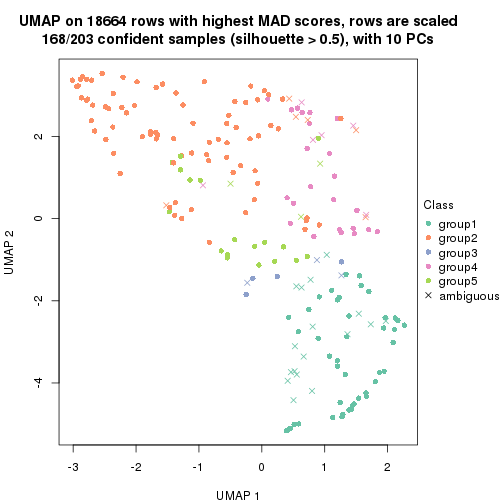 UMAP on 18664 rows with highest MAD scores, rows are scaled
168/203 confident samples (silhouette > 0.5), with 10 PCs
Class
group1
group2
group3
group4
group5
ambiguous
UMAP 2
2
0
-2
-4
-3
-2
-1
0
1
2
UMAP 1